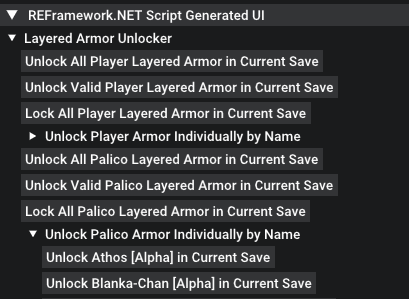 REFramework.NET Script Generated UI
Layered Armor Unlocker
Unlock All Player Layered Armor in Current Save
Unlock Valid Player Layered Armor in Current Save
Lock All Player Layered Armor in Current Save
Unlock Player Armor Individually by Name
Unlock All Palico Layered Armor in Current Save
Unlock Valid Palico Layered Armor in Current Save
Lock All Palico Layered Armor in Current Save
Unlock Palico Armor Individually by Name
Unlock Athos [Alpha] in Current Save
Unlock Blanka-Chan [Alpha] in Current Save